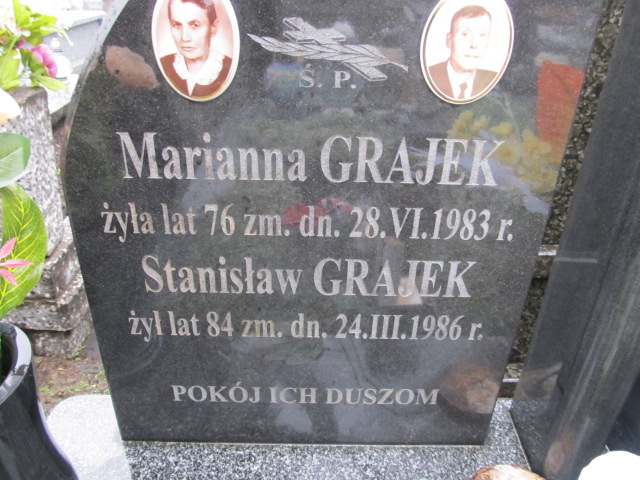 Ś. P.
Marianna GRAJEK
żyła lat 76 zm. dn. 28.VI.1983 r.
Stanisław GRAJEK
żył lat 84 zm. dn. 24.III.1986 r.
POKÓJ ICH DUSZOM